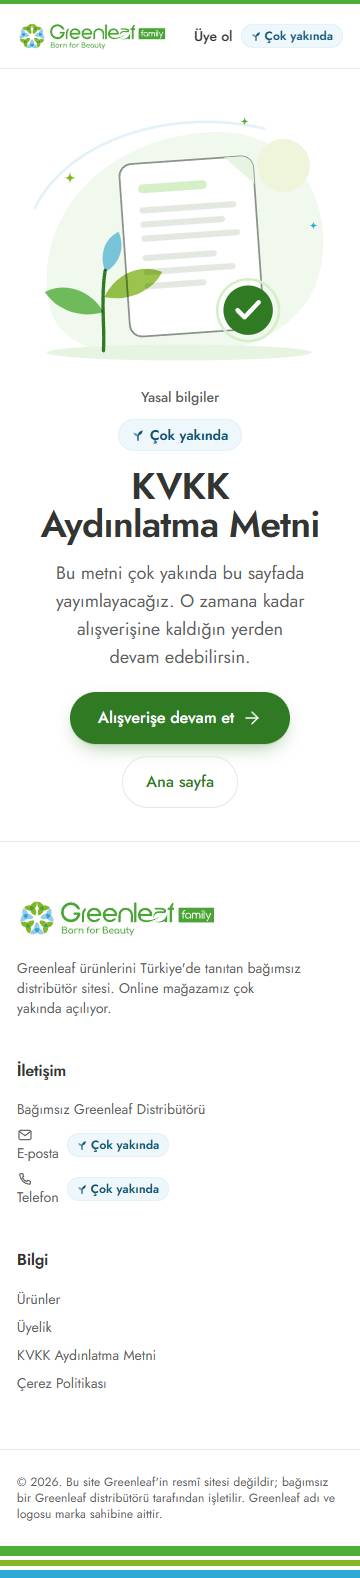 Greenleaf family
Born for Beauty
Üye ol
Çok yakında
Yasal bilgiler
Çok yakında
KVKK
Aydınlatma Metni
Bu metni çok yakında bu sayfada
yayımlayacağız. O zamana kadar
alışverişine kaldığın yerden
devam edebilirsin.
Alışverişe devam et
Ana sayfa
Greenleaf family
Born for Beauty
Greenleaf ürünlerini Türkiye'de tanıtan bağımsız
distribütör sitesi. Online mağazamız çok
yakında açılıyor.
İletişim
Bağımsız Greenleaf Distribütörü
E-posta
Çok yakında
Telefon
Çok yakında
Bilgi
Ürünler
Üyelik
KVKK Aydınlatma Metni
Çerez Politikası
© 2026. Bu site Greenleaf'in resmî sitesi değildir; bağımsız
bir Greenleaf distribütörü tarafından işletilir. Greenleaf adı ve
logosu marka sahibine aittir.